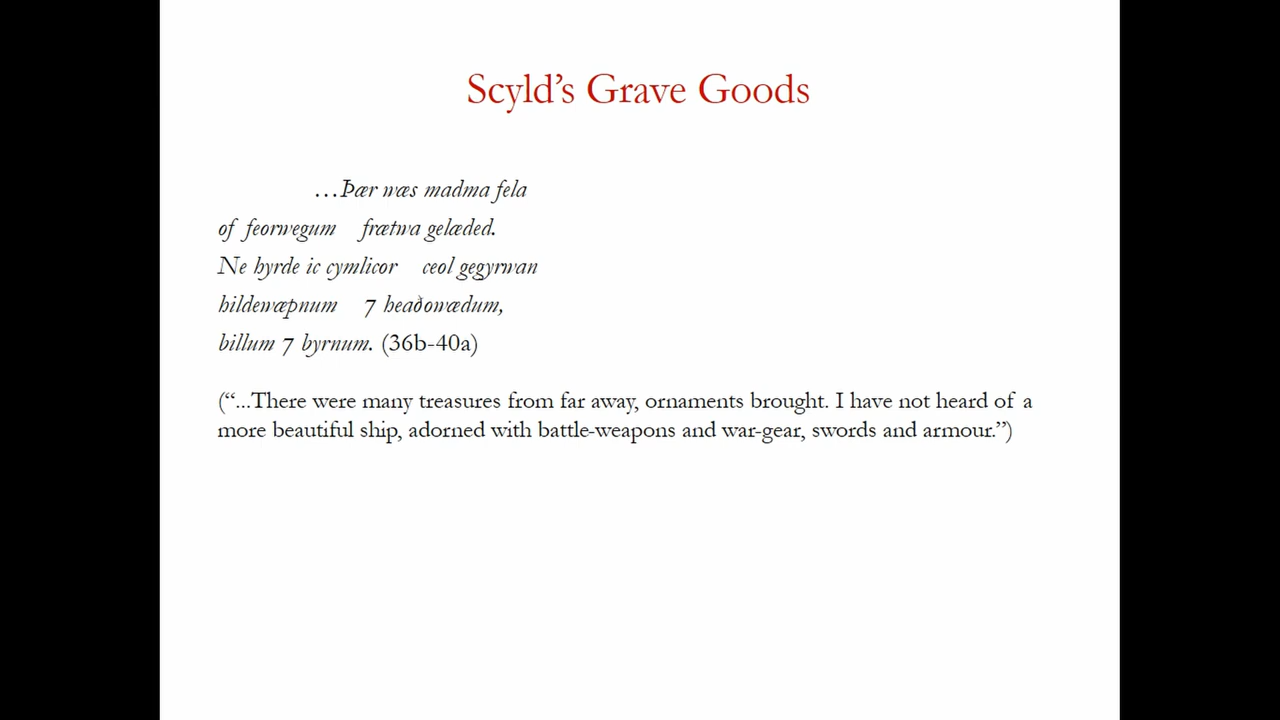 Scyld’s Grave Goods
…Þær wæs madma fela
of feorwegum frætwa gelæded.
Ne hyrde ic cymlicor ceol gegyrwan
hildewæpnum 7 heaðowædum,
billum 7 byrnum. (36b-40a)
(“...There were many treasures from far away, ornaments brought. I have not heard of a
more beautiful ship, adorned with battle-weapons and war-gear, swords and armour.”)